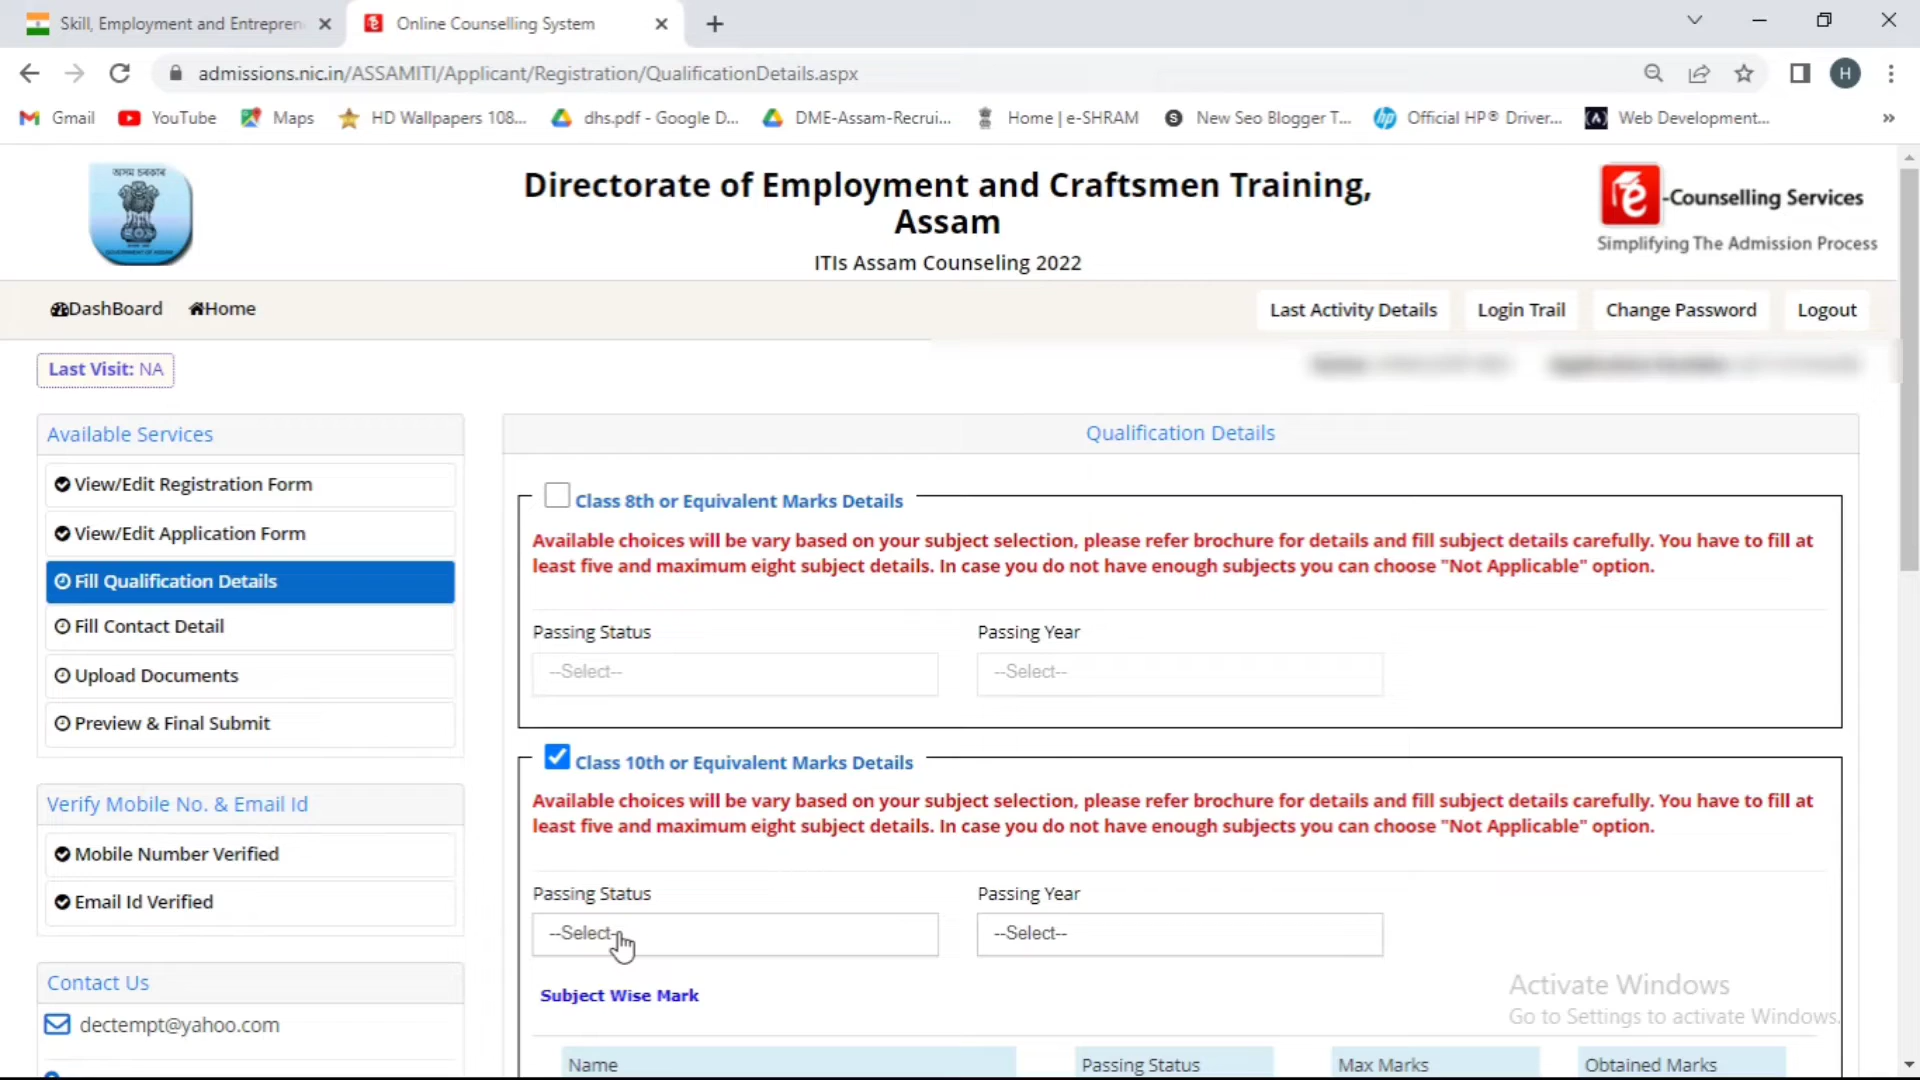 Skill, Employment and Entrepren
Online Counselling System
admissions.nic.in/ASSAMITI/Applicant/Registration/QualificationDetails.aspx
H
Gmail
YouTube
Maps
HD Wallpapers 108...
dhs.pdf - Google D...
DME-Assam-Recrui...
Home | e-SHRAM
New Seo Blogger T...
Official HP® Driver...
Web Development...
»
অসম চৰকাৰ
GOVERNMENT OF ASSAM
Directorate of Employment and Craftsmen Training,
Assam
ITIs Assam Counseling 2022
e-Counselling Services
Simplifying The Admission Process
DashBoard
Home
Last Activity Details
Login Trail
Change Password
Logout
Last Visit: NA
Available Services
View/Edit Registration Form
View/Edit Application Form
Fill Qualification Details
Fill Contact Detail
Upload Documents
Preview & Final Submit
Verify Mobile No. & Email Id
Mobile Number Verified
Email Id Verified
Contact Us
dectempt@yahoo.com
Qualification Details
Class 8th or Equivalent Marks Details
Available choices will be vary based on your subject selection, please refer brochure for details and fill subject details carefully. You have to fill at
least five and maximum eight subject details. In case you do not have enough subjects you can choose "Not Applicable" option.
Passing Status
Passing Year
--Select--
--Select--
Class 10th or Equivalent Marks Details
Available choices will be vary based on your subject selection, please refer brochure for details and fill subject details carefully. You have to fill at
least five and maximum eight subject details. In case you do not have enough subjects you can choose "Not Applicable" option.
Passing Status
Passing Year
--Select--
--Select--
Subject Wise Mark
Name
Passing Status
Max Marks
Obtained Marks
Activate Windows
Go to Settings to activate Windows.